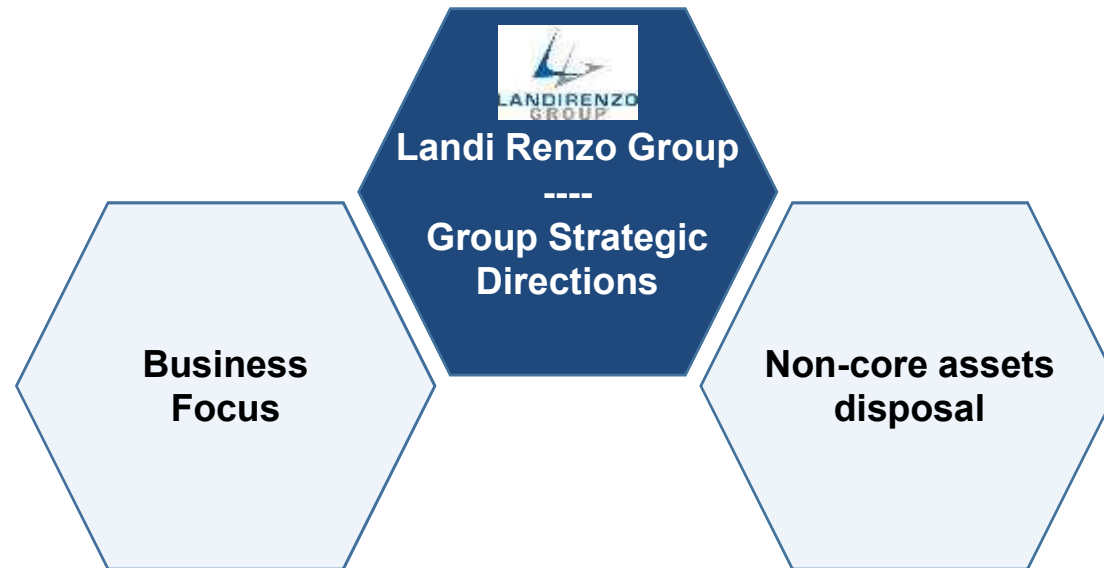 LANDIRENZO
GROUP
Landi Renzo Group
----
Group Strategic
Directions
Business
Focus
Non-core assets
disposal